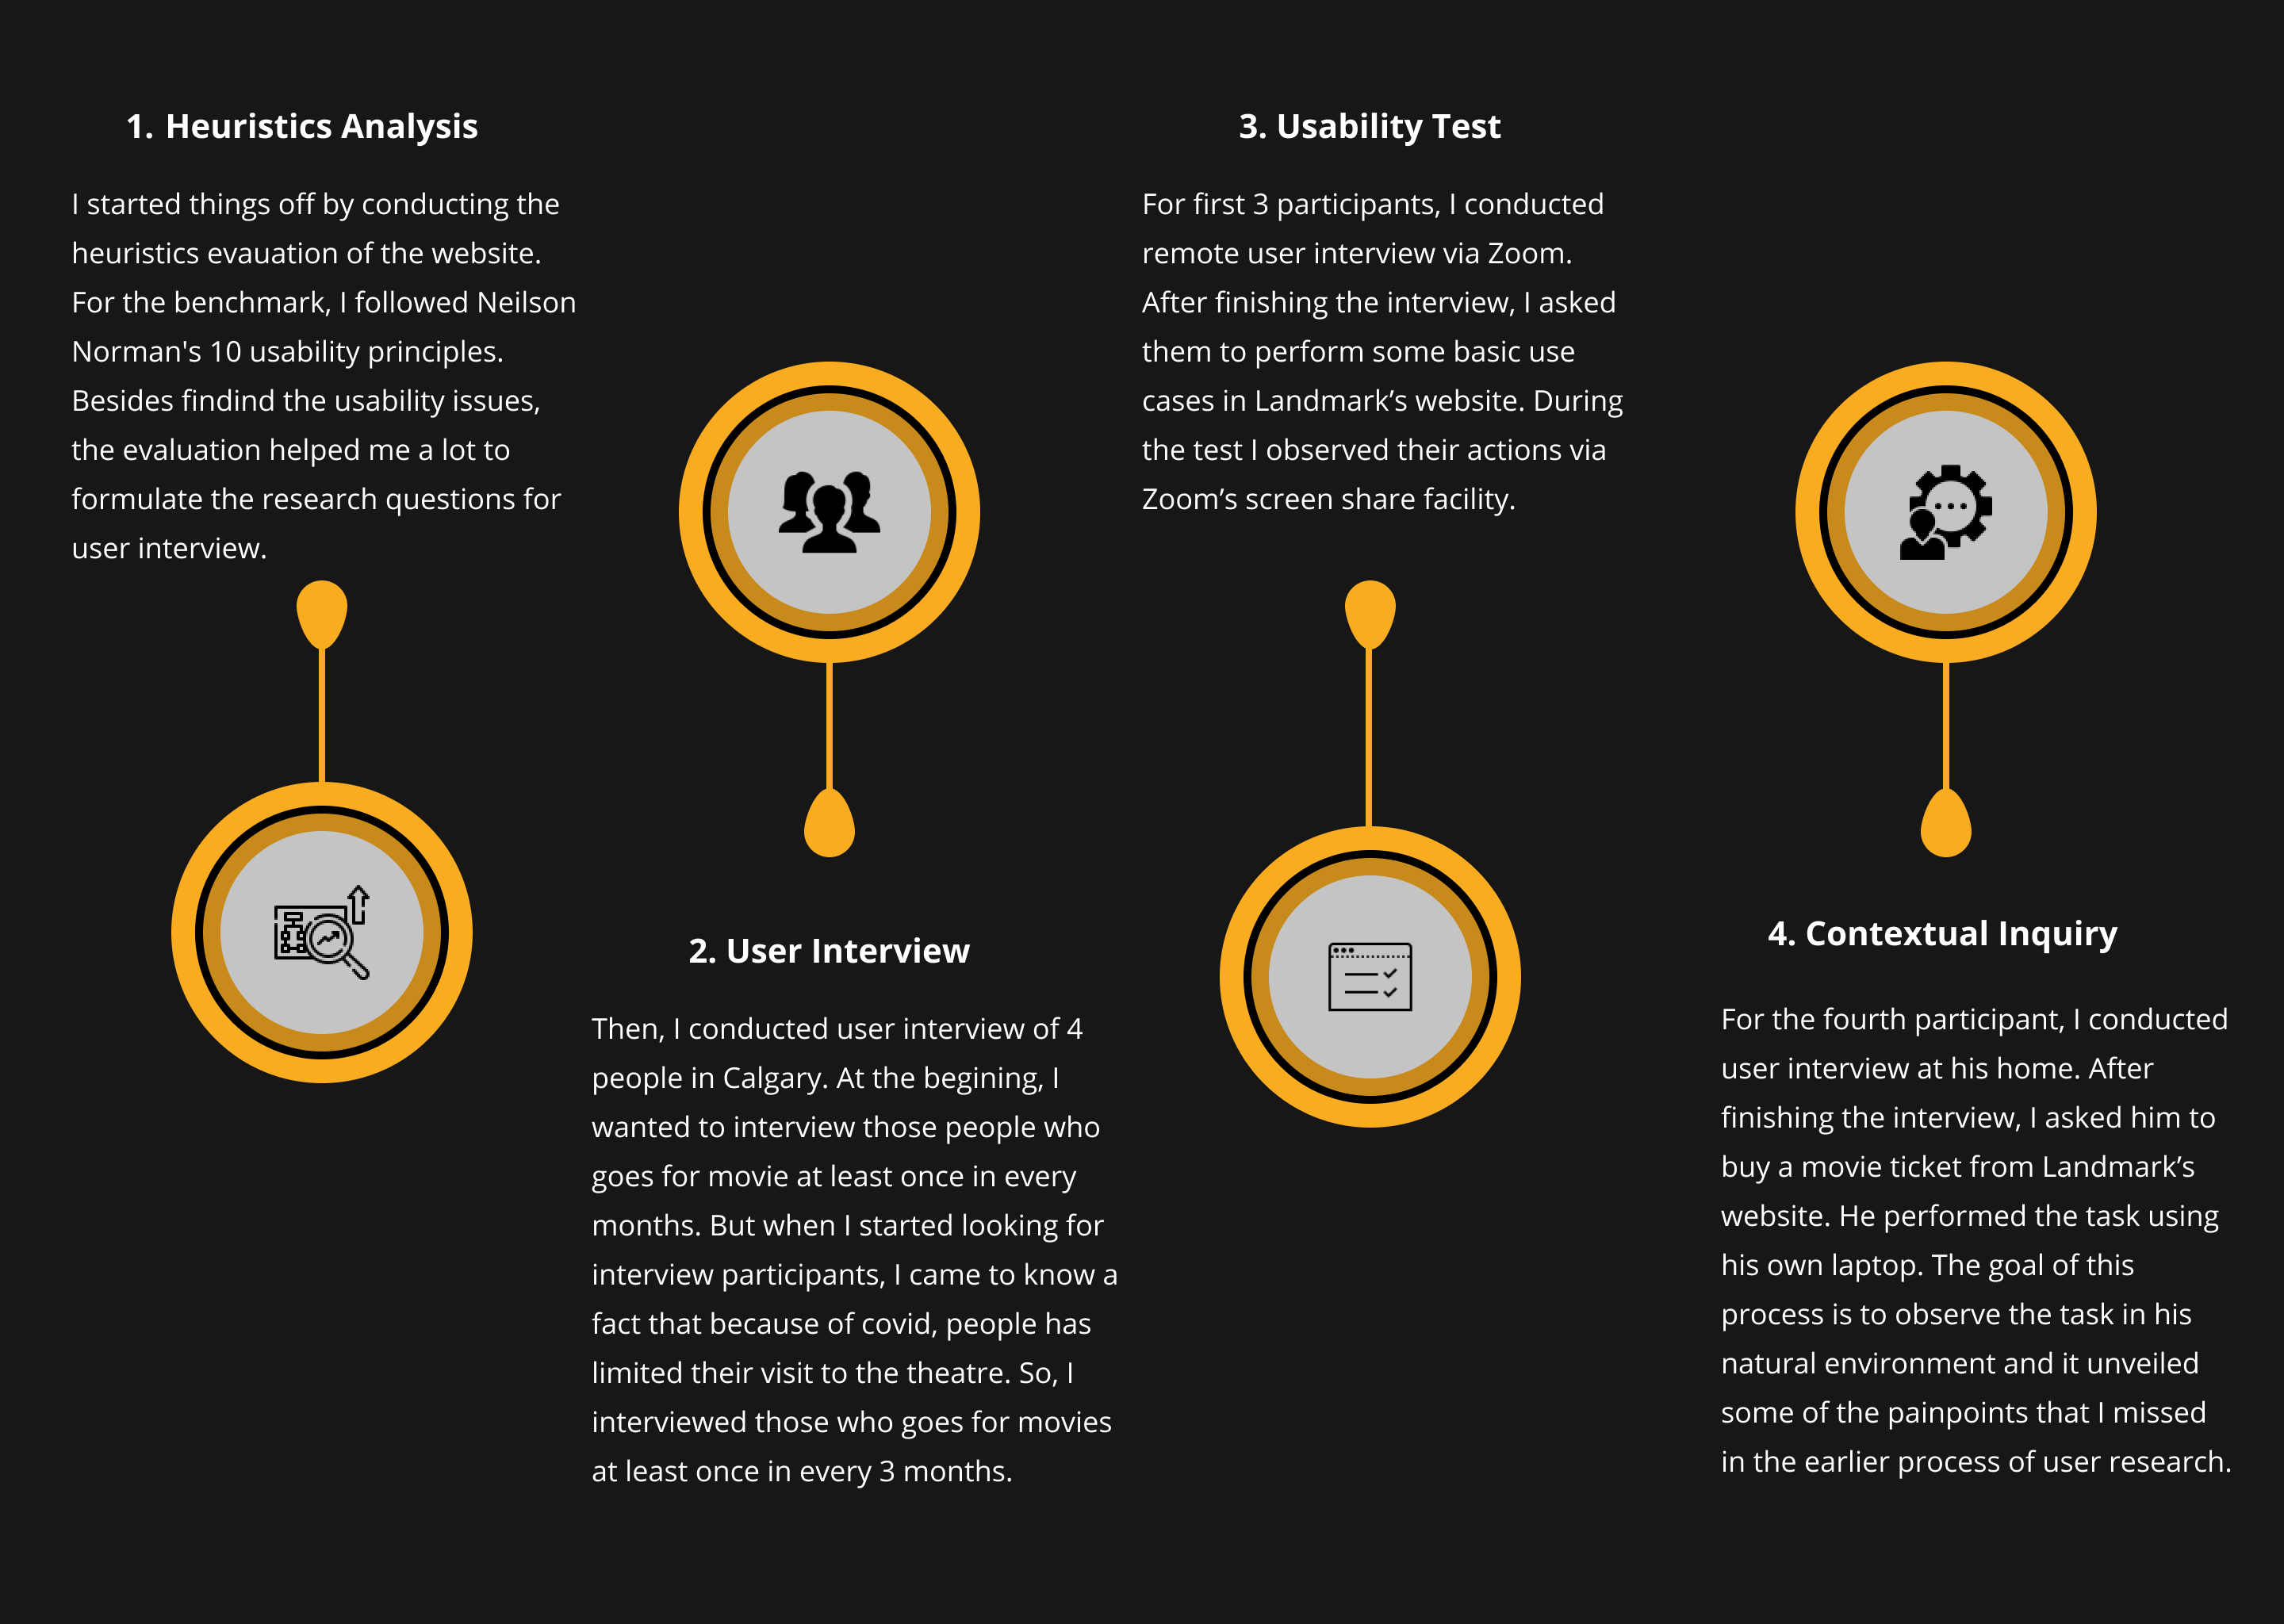 1. Heuristics Analysis
I started things off by conducting the
heuristics evauation of the website.
For the benchmark, I followed Neilson
Norman's 10 usability principles.
Besides findind the usability issues,
the evaluation helped me a lot to
formulate the research questions for
user interview.
2. User Interview
Then, I conducted user interview of 4
people in Calgary. At the begining, I
wanted to interview those people who
goes for movie at least once in every
months. But when I started looking for
interview participants, I came to know a
fact that because of covid, people has
limited their visit to the theatre. So, I
interviewed those who goes for movies
at least once in every 3 months.
3. Usability Test
For first 3 participants, I conducted
remote user interview via Zoom.
After finishing the interview, I asked
them to perform some basic use
cases in Landmark’s website. During
the test I observed their actions via
Zoom’s screen share facility.
4. Contextual Inquiry
For the fourth participant, I conducted
user interview at his home. After
finishing the interview, I asked him to
buy a movie ticket from Landmark’s
website. He performed the task using
his own laptop. The goal of this
process is to observe the task in his
natural environment and it unveiled
some of the painpoints that I missed
in the earlier process of user research.